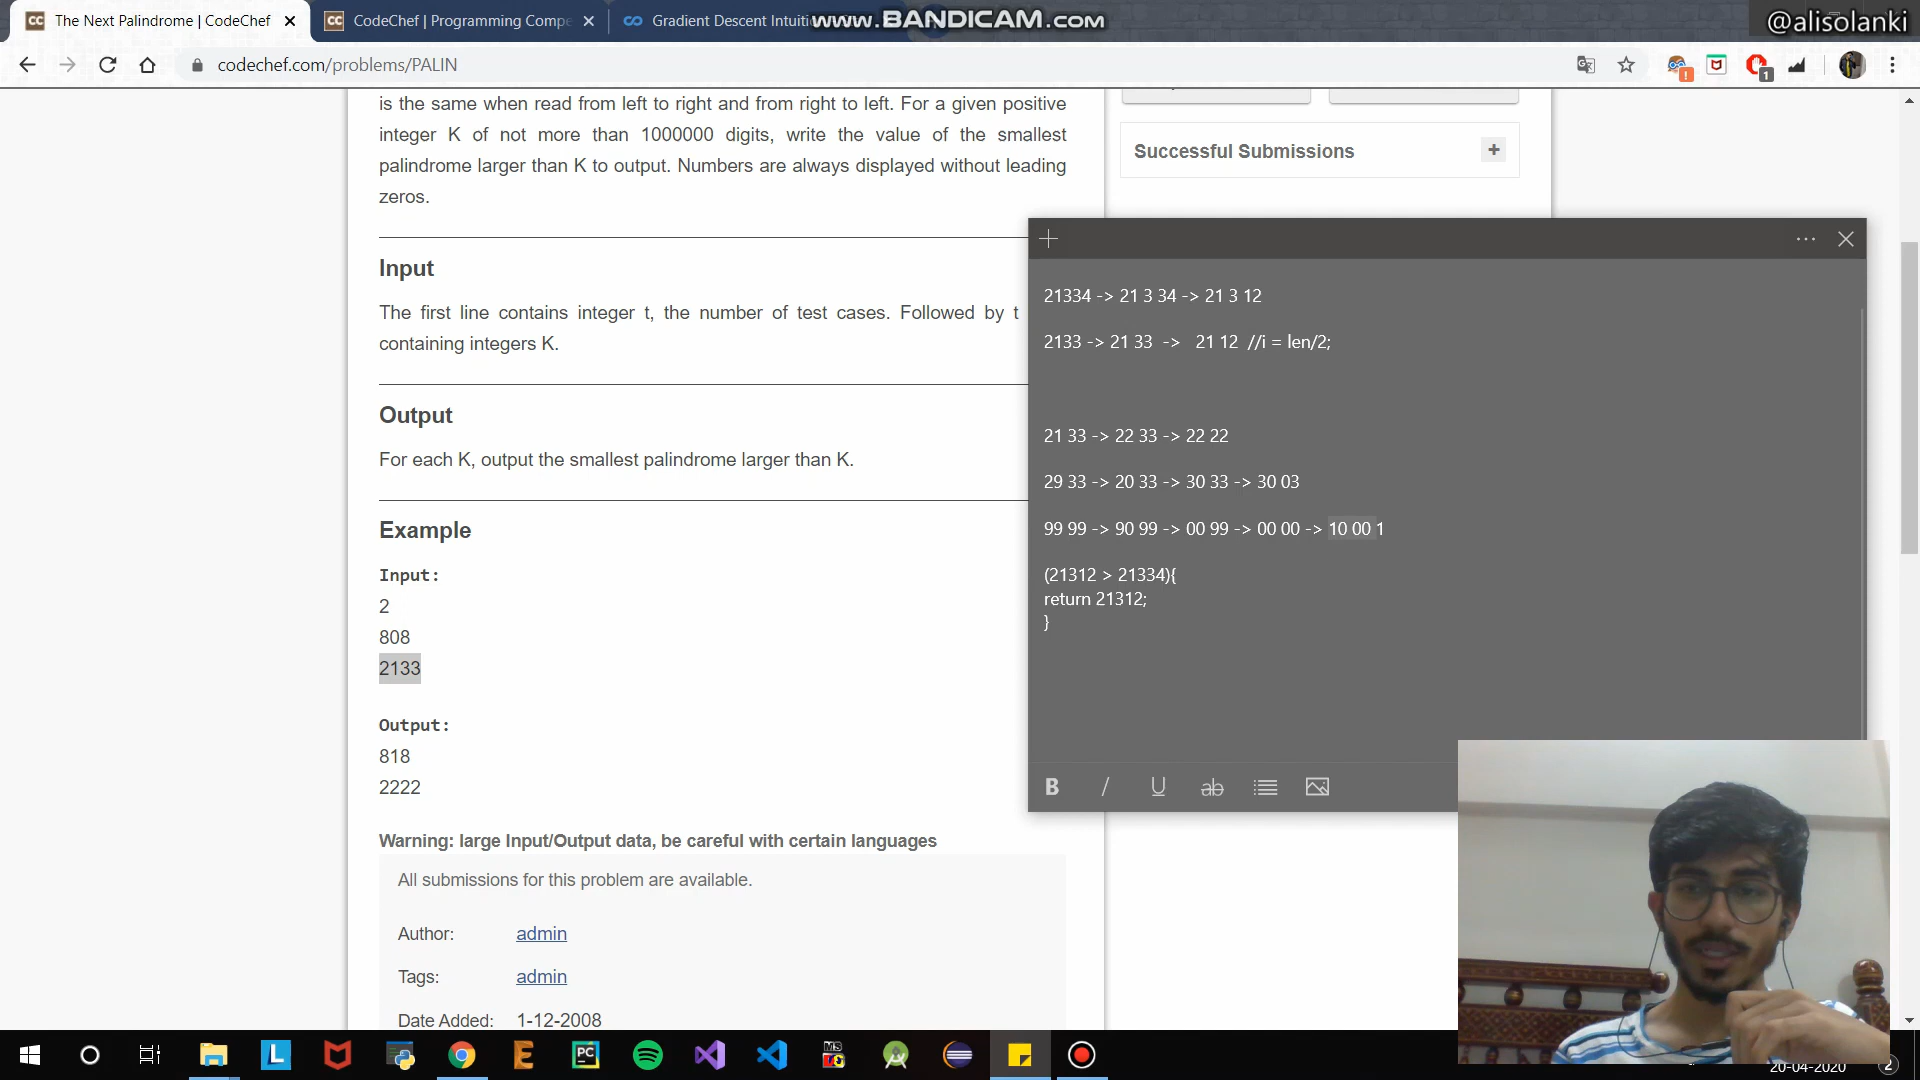 The Next Palindrome | CodeChef
CodeChef | Programming Compe
Gradient Descent Intuiti
www.BANDICAM.com
@alisolanki
codechef.com/problems/PALIN
is the same when read from left to right and from right to left. For a given positive
integer K of not more than 1000000 digits, write the value of the smallest
palindrome larger than K to output. Numbers are always displayed without leading
zeros.
Input
The first line contains integer t, the number of test cases. Followed by t
containing integers K.
Output
For each K, output the smallest palindrome larger than K.
Example
Input:
2
808
2133
Output:
818
2222
Warning: large Input/Output data, be careful with certain languages
All submissions for this problem are available.
Author: admin
Tags: admin
Date Added: 1-12-2008
Successful Submissions
21334 -> 21 3 34 -> 21 3 12
2133 -> 21 33 -> 21 12 //i = len/2;
21 33 -> 22 33 -> 22 22
29 33 -> 20 33 -> 30 33 -> 30 03
99 99 -> 90 99 -> 00 99 -> 00 00 -> 10 00 1
(21312 > 21334){
return 21312;
}
20-04-2020
2